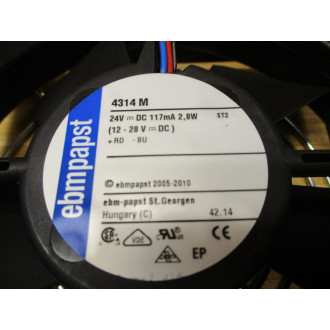 ebmpapst
4314 M
24V ⎓ DC 117mA 2,8W ST2
(12 - 28 V ⎓ DC )
+ RD - BU
© ebmpapst 2005-2010
ebm-papst St.Georgen
Hungary (C) 42.14
VDE
EP